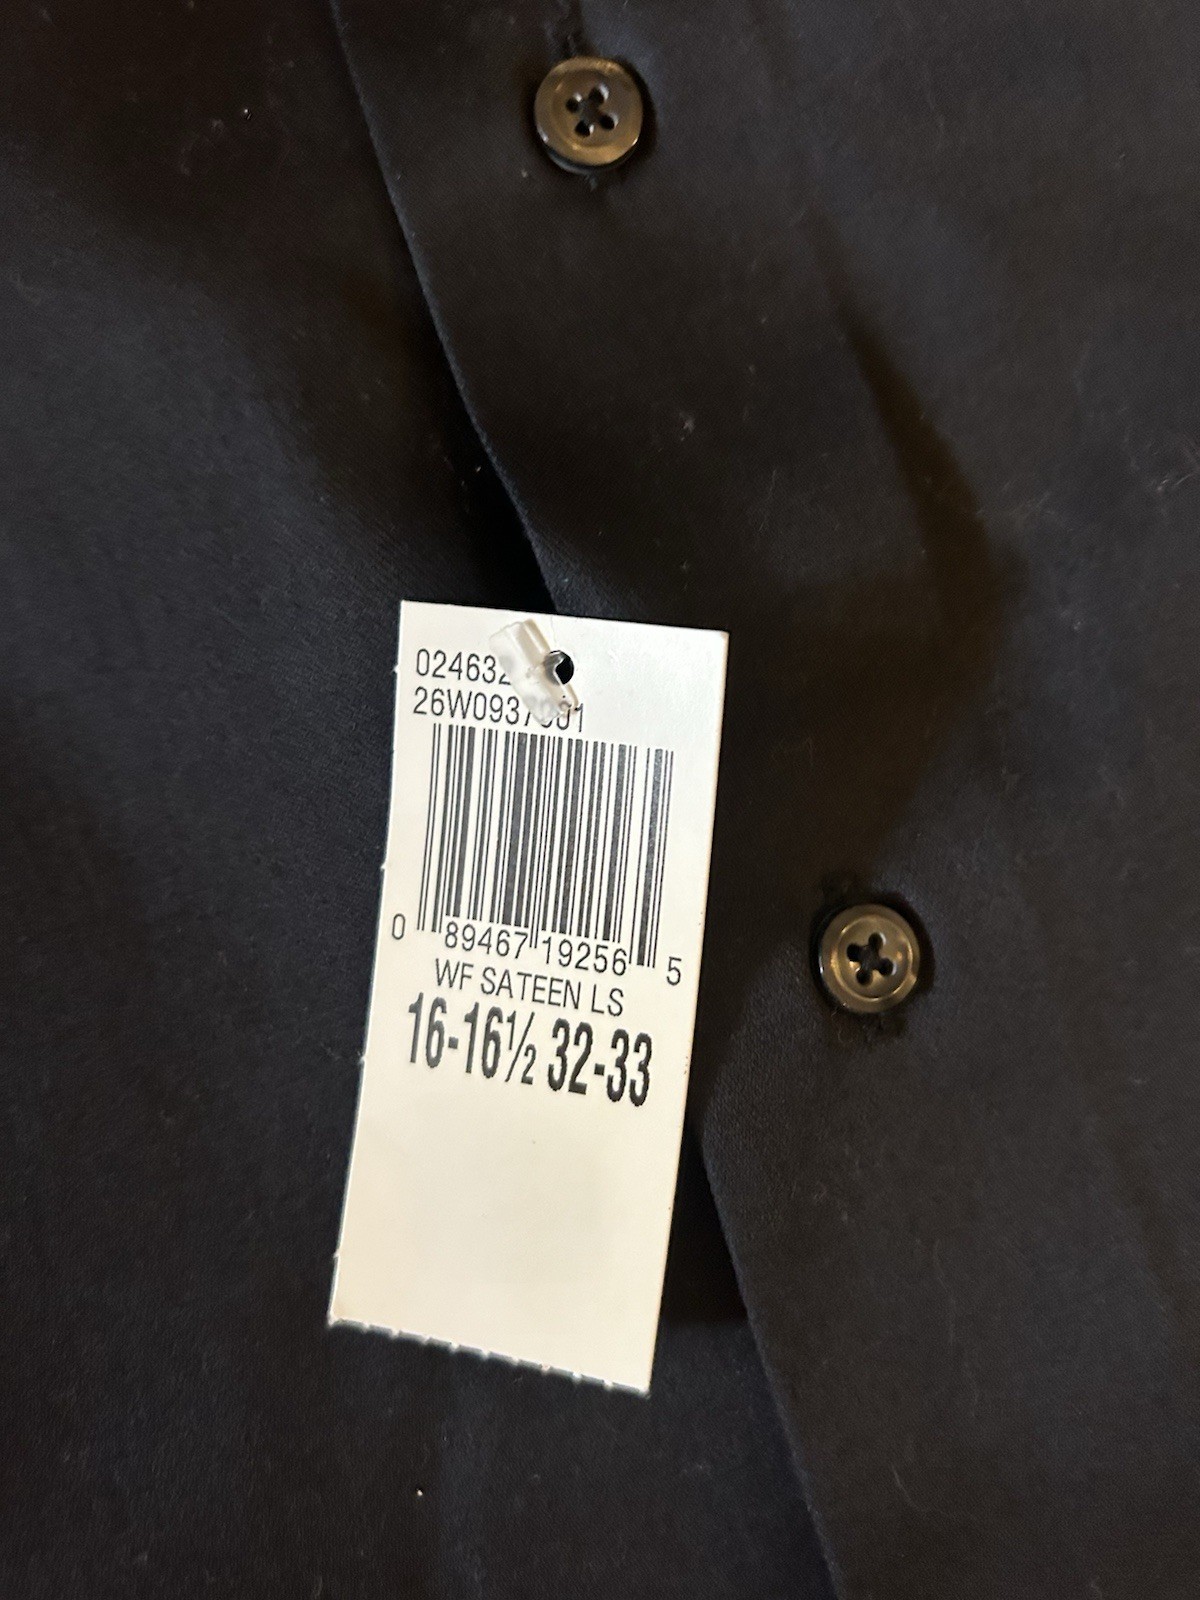 0 89467 19256 5
WF SATEEN LS
16-16½ 32-33